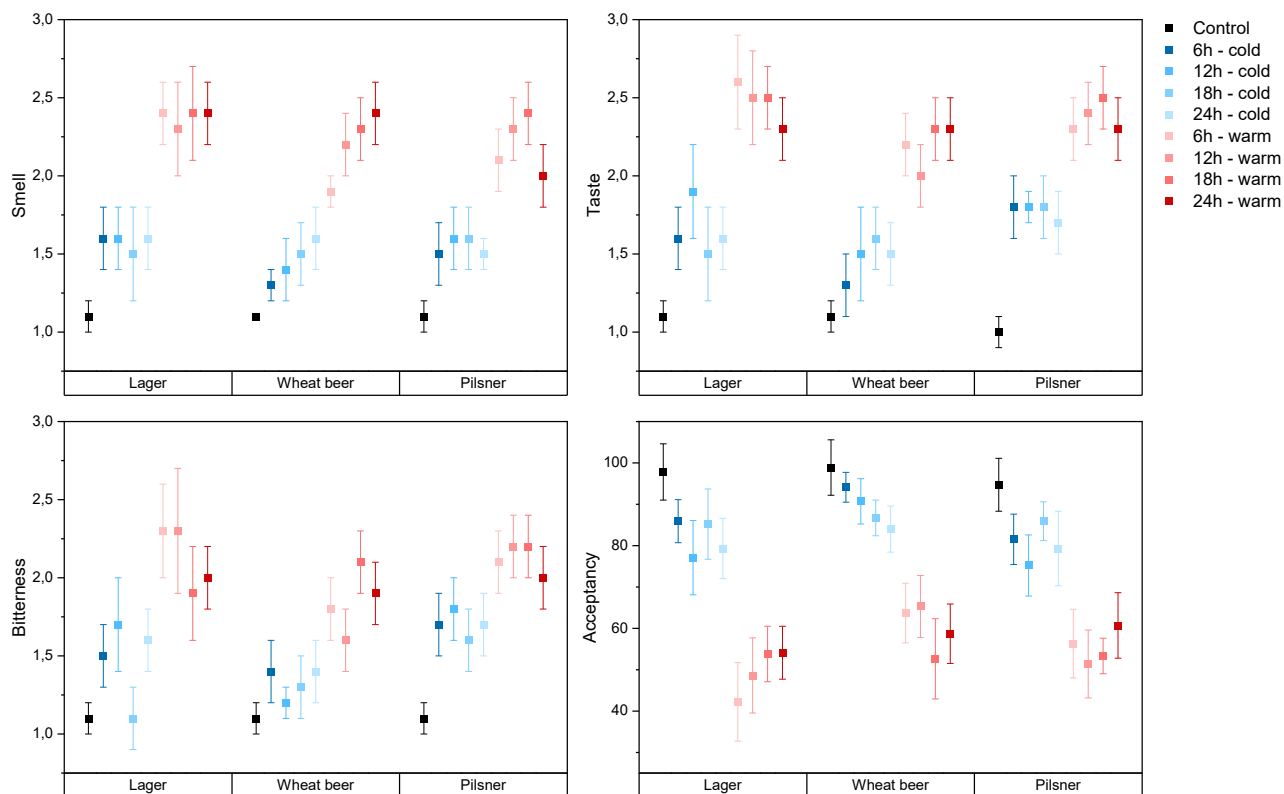 Smell
3,0
2,5
2,0
1,5
1,0
Lager Wheat beer Pilsner
Taste
3,0
2,5
2,0
1,5
1,0
Lager Wheat beer Pilsner
Control
6h - cold
12h - cold
18h - cold
24h - cold
6h - warm
12h - warm
18h - warm
24h - warm
Bitterness
3,0
2,5
2,0
1,5
1,0
Lager Wheat beer Pilsner
Acceptancy
100
80
60
40
Lager Wheat beer Pilsner